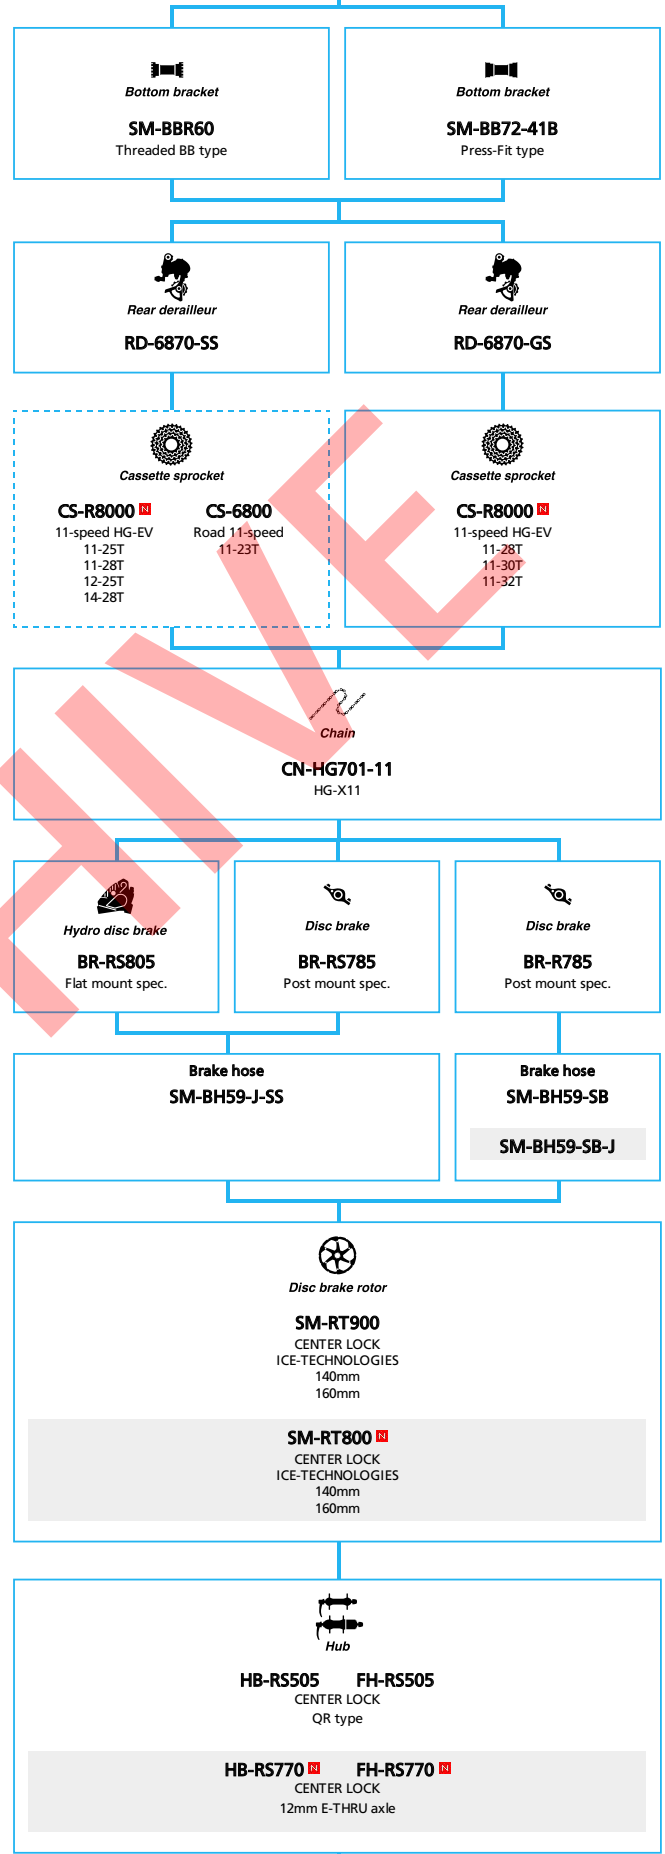 Bottom bracket
SM-BBR60
Threaded BB type
Bottom bracket
SM-BB72-41B
Press-Fit type
Rear derailleur
RD-6870-SS
Rear derailleur
RD-6870-GS
Cassette sprocket
CS-R8000 N
11-speed HG-EV
11-25T
11-28T
12-25T
14-28T
CS-6800
Road 11-speed
11-23T
Cassette sprocket
CS-R8000 N
11-speed HG-EV
11-28T
11-30T
11-32T
Chain
CN-HG701-11
HG-X11
Hydro disc brake
BR-RS805
Flat mount spec.
Disc brake
BR-RS785
Post mount spec.
Disc brake
BR-R785
Post mount spec.
Brake hose
SM-BH59-J-SS
Brake hose
SM-BH59-SB
SM-BH59-SB-J
Disc brake rotor
SM-RT900
CENTER LOCK
ICE-TECHNOLOGIES
140mm
160mm
SM-RT800 N
CENTER LOCK
ICE-TECHNOLOGIES
140mm
160mm
Hub
HB-RS505 FH-RS505
CENTER LOCK
QR type
HB-RS770 N FH-RS770 N
CENTER LOCK
12mm E-THRU axle
HIVE